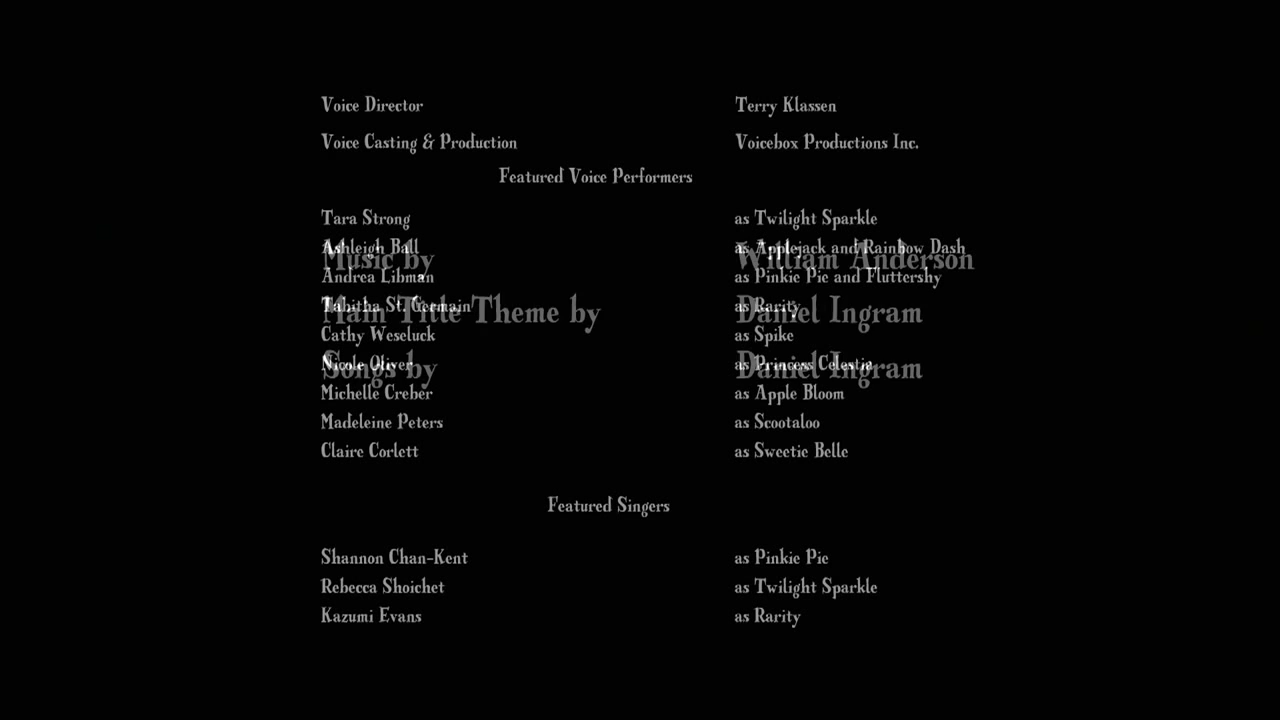 Voice Director Terry Klassen
Voice Casting & Production Voicebox Productions Inc.
Featured Voice Performers
Tara Strong as Twilight Sparkle
Ashleigh Ball as Applejack and Rainbow Dash
Music by William Anderson
Andrea Libman as Pinkie Pie and Fluttershy
Tabitha St. Germain as Rarity
Main Title Theme by Daniel Ingram
Cathy Weseluck as Spike
Nicole Oliver as Princess Celestia
Songs by Daniel Ingram
Michelle Creber as Apple Bloom
Madeleine Peters as Scootaloo
Claire Corlett as Sweetie Belle
Featured Singers
Shannon Chan-Kent as Pinkie Pie
Rebecca Shoichet as Twilight Sparkle
Kazumi Evans as Rarity